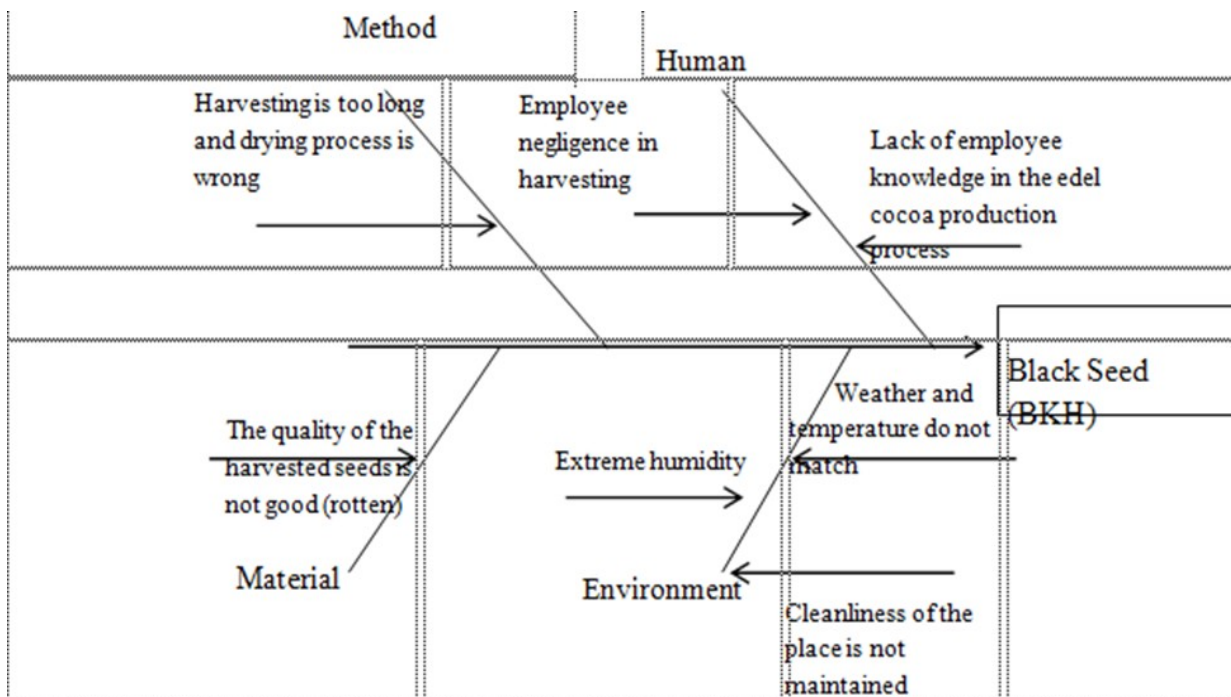 Method
Human
Harvesting is too long
and drying process is
wrong
Employee
negligence in
harvesting
Lack of employee
knowledge in the edel
cocoa production
process
Black Seed
(BKH)
The quality of the
harvested seeds is
not good (rotten)
Extreme humidity
Weather and
temperature do not
match
Material
Environment
Cleanliness of the
place is not
maintained